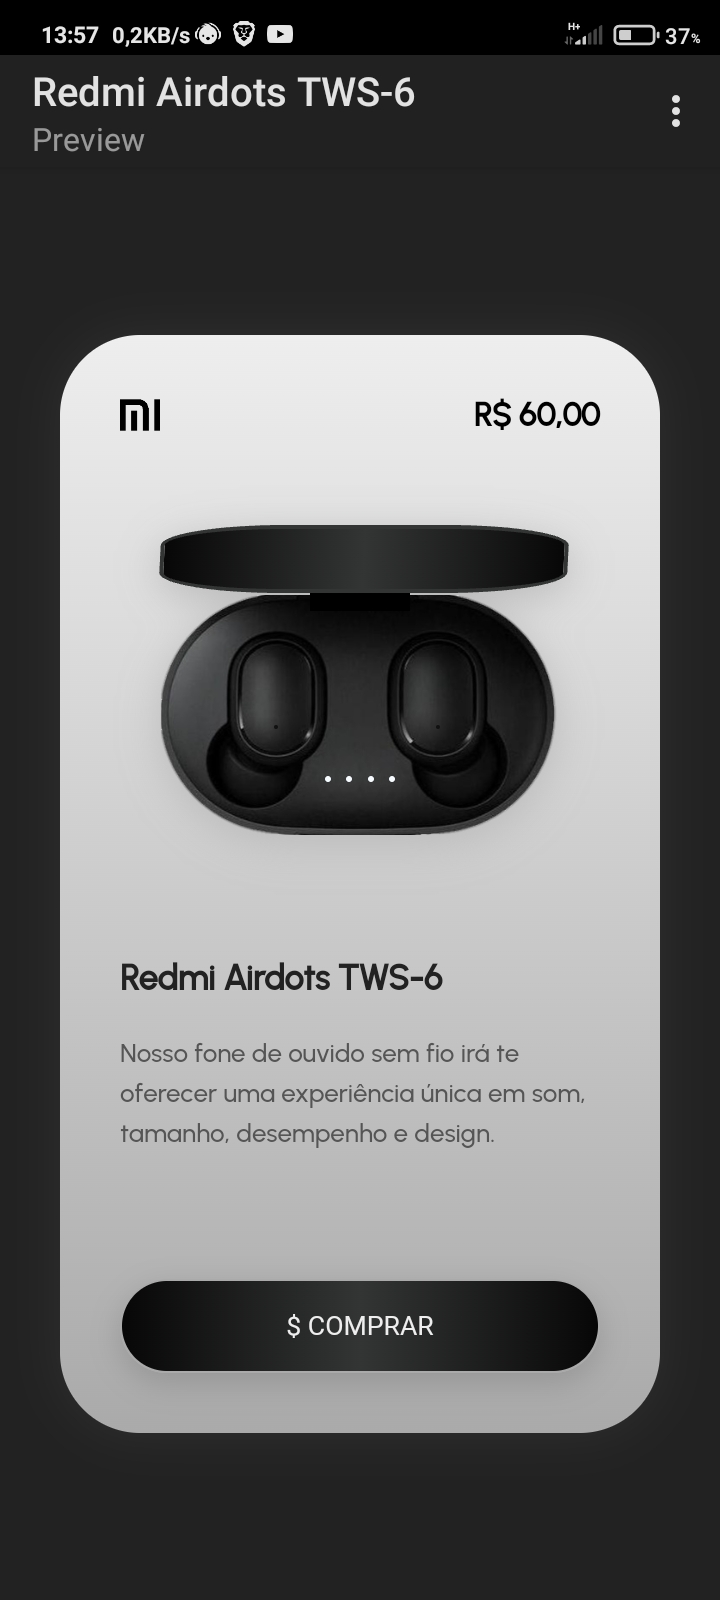 13:57 0,2KB/s H+ 37%
Redmi Airdots TWS-6
Preview
MI R$ 60,00
Redmi Airdots TWS-6
Nosso fone de ouvido sem fio irá te
oferecer uma experiência única em som,
tamanho, desempenho e design.
$ COMPRAR